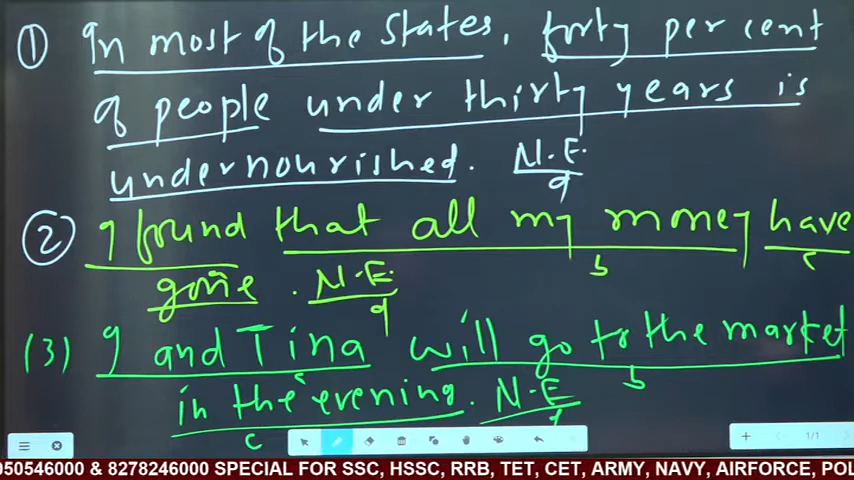 ① In most of the states, forty per cent
of people under thirty years is
undernourished. N.E.
d
② I found that all my money have
b c
gone. N.E.
d
(3) I and Tina will go to the market
b
in the evening. N.E.
c d
1/1
050546000 & 8278246000 SPECIAL FOR SSC, HSSC, RRB, TET, CET, ARMY, NAVY, AIRFORCE, POL